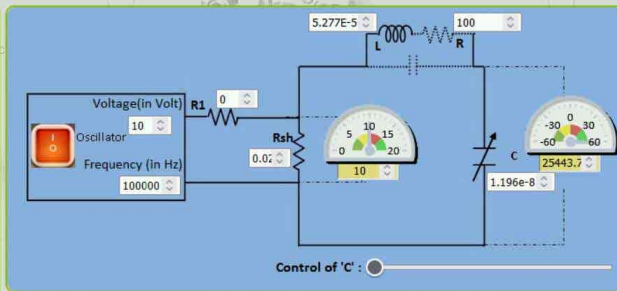 5.277E-5
100
L
R
Voltage(in Volt)
R1
0
10
Oscillator
Rsh
Frequency (in Hz)
0.02
100000
0 5 10 15 20
10
C
-60 -30 0 30 60
25443.7
1.196e-8
Control of 'C' :